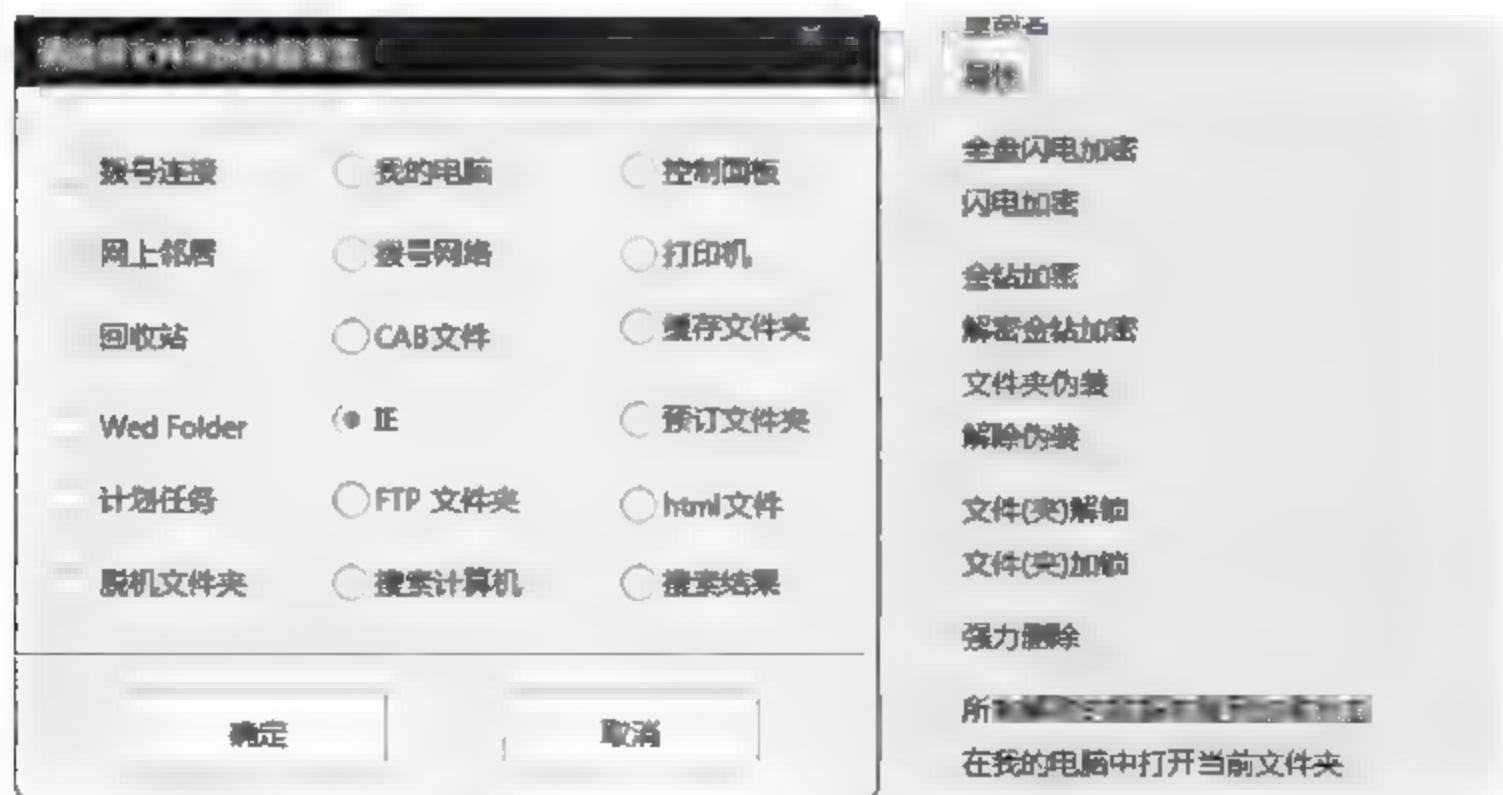 拨号连接 我的电脑 控制面板
网上邻居 拨号网络 打印机
回收站 CAB文件 缓存文件夹
Wed Folder IE 预订文件夹
计划任务 FTP 文件夹 html文件
脱机文件夹 搜索计算机 搜索结果
确定 取消
重命名
属性
全盘闪电加密
闪电加密
金钻加密
解密金钻加密
文件夹伪装
解除伪装
文件(夹)解锁
文件(夹)加锁
强力删除
所
在我的电脑中打开当前文件夹